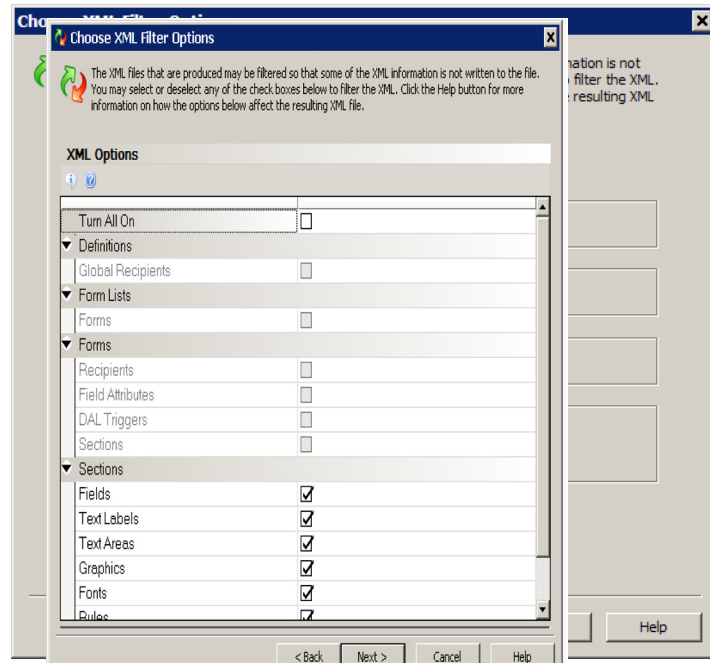 Choose XML Filter Options
Choose XML Filter Options
The XML files that are produced may be filtered so that some of the XML information is not written to the file.
You may select or deselect any of the check boxes below to filter the XML. Click the Help button for more
information on how the options below affect the resulting XML file.
nation is not
filter the XML.
resulting XML
XML Options
Turn All On
Definitions
Global Recipients
Form Lists
Forms
Forms
Recipients
Field Attributes
DAL Triggers
Sections
Sections
Fields
Text Labels
Text Areas
Graphics
Fonts
Rules
Help
< Back Next > Cancel Help